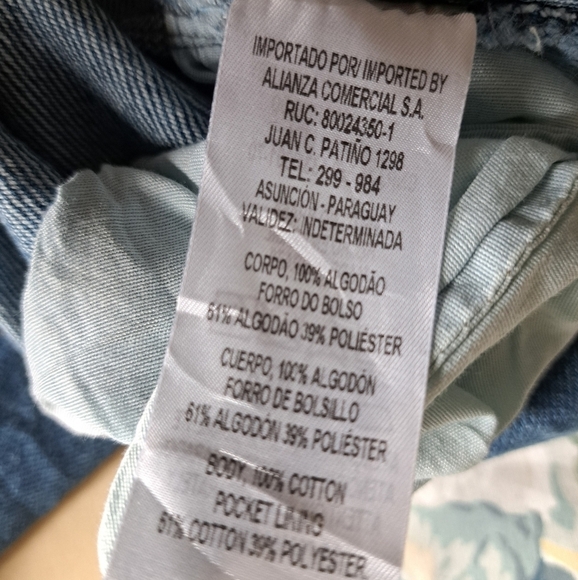 IMPORTADO POR/ IMPORTED BY
ALIANZA COMERCIAL S.A.
RUC: 80024350-1
JUAN C. PATIÑO 1298
TEL: 299 - 984
ASUNCIÓN - PARAGUAY
VALIDEZ: INDETERMINADA
CORPO, 100% ALGODÃO
FORRO DO BOLSO
61% ALGODÃO 39% POLIÉSTER
CUERPO, 100% ALGODÓN
FORRO DE BOLSILLO
61% ALGODÓN 39% POLIÉSTER
BODY, 100% COTTON
POCKET LINING
61% COTTON 39% POLYESTER